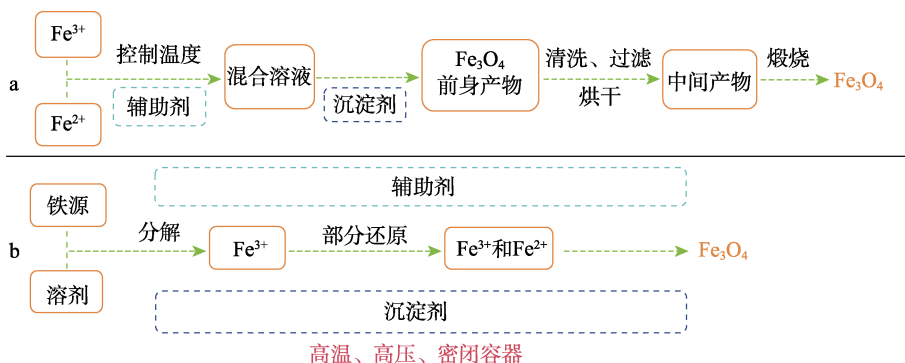 a
Fe³⁺
Fe²⁺
控制温度
辅助剂
混合溶液
沉淀剂
Fe₃O₄
前身产物
清洗、过滤
烘干
中间产物
煅烧
Fe₃O₄
b
辅助剂
铁源
溶剂
分解
Fe³⁺
部分还原
Fe³⁺和Fe²⁺
Fe₃O₄
沉淀剂
高温、高压、密闭容器